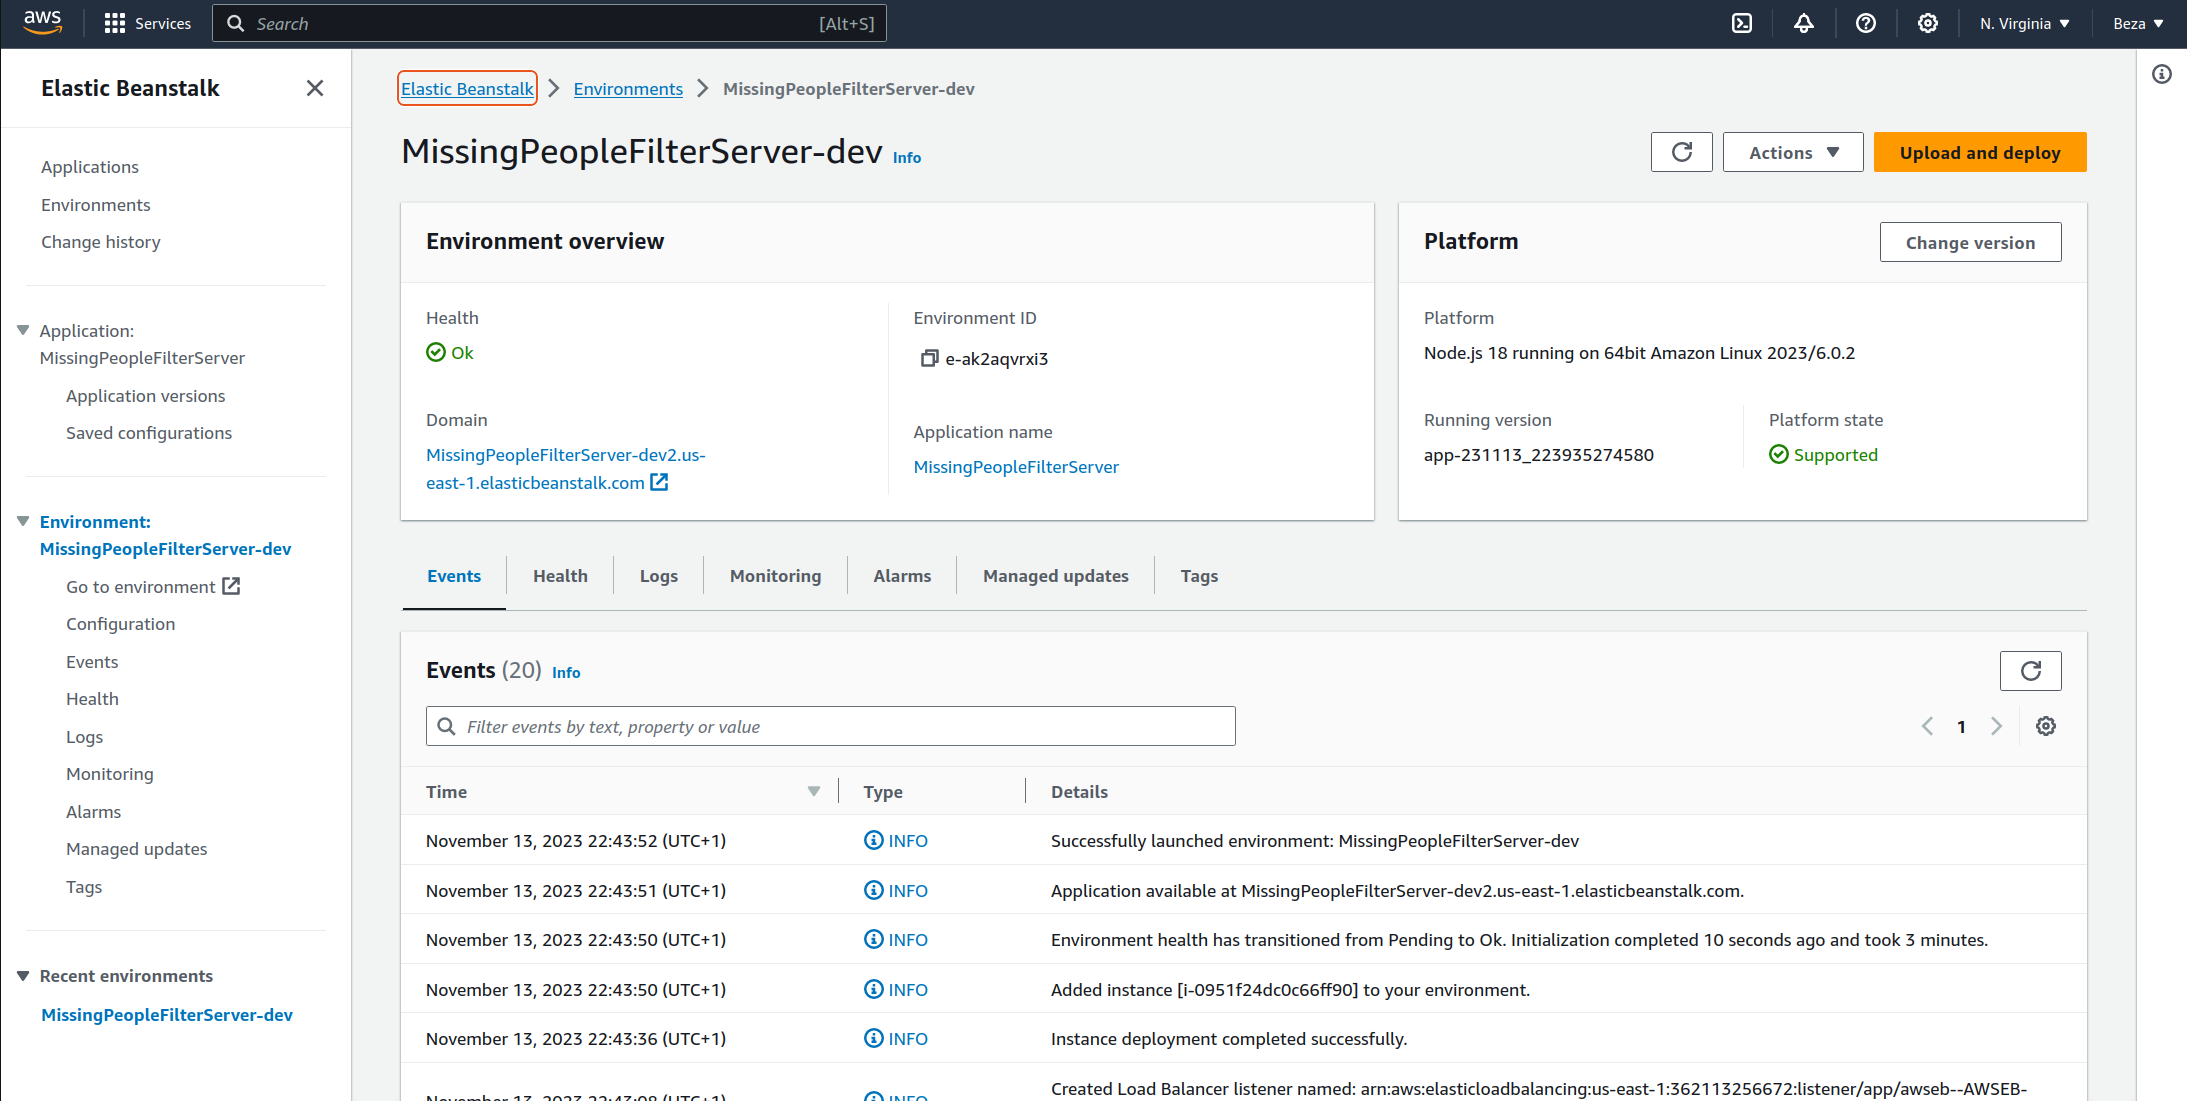 aws
Services
Search
[Alt+S]
N. Virginia
Beza
Elastic Beanstalk
Applications
Environments
Change history
Application:
MissingPeopleFilterServer
Application versions
Saved configurations
Environment:
MissingPeopleFilterServer-dev
Go to environment
Configuration
Events
Health
Logs
Monitoring
Alarms
Managed updates
Tags
Recent environments
MissingPeopleFilterServer-dev
Elastic Beanstalk
Environments
MissingPeopleFilterServer-dev
MissingPeopleFilterServer-dev Info
Actions
Upload and deploy
Environment overview
Health
Ok
Domain
MissingPeopleFilterServer-dev2.us-
east-1.elasticbeanstalk.com
Environment ID
e-ak2aqvrxi3
Application name
MissingPeopleFilterServer
Platform
Change version
Platform
Node.js 18 running on 64bit Amazon Linux 2023/6.0.2
Running version
app-231113_223935274580
Platform state
Supported
Events
Health
Logs
Monitoring
Alarms
Managed updates
Tags
Events (20) Info
Filter events by text, property or value
1
Time
Type
Details
November 13, 2023 22:43:52 (UTC+1)
INFO
Successfully launched environment: MissingPeopleFilterServer-dev
November 13, 2023 22:43:51 (UTC+1)
INFO
Application available at MissingPeopleFilterServer-dev2.us-east-1.elasticbeanstalk.com.
November 13, 2023 22:43:50 (UTC+1)
INFO
Environment health has transitioned from Pending to Ok. Initialization completed 10 seconds ago and took 3 minutes.
November 13, 2023 22:43:50 (UTC+1)
INFO
Added instance [i-0951f24dc0c66ff90] to your environment.
November 13, 2023 22:43:36 (UTC+1)
INFO
Instance deployment completed successfully.
November 13, 2023 22:43:08 (UTC+1)
INFO
Created Load Balancer listener named: arn:aws:elasticloadbalancing:us-east-1:362113256672:listener/app/awseb--AWSEB-